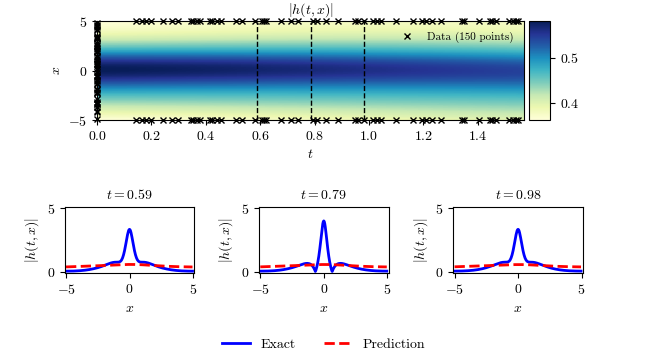 |h(t, x)|
5
0
−5
x
× Data (150 points)
0.5
0.4
0.0 0.2 0.4 0.6 0.8 1.0 1.2 1.4
t
t = 0.59 t = 0.79 t = 0.98
5 5 5
|h(t, x)| |h(t, x)| |h(t, x)|
0 0 0
−5 0 5 −5 0 5 −5 0 5
x x x
Exact Prediction